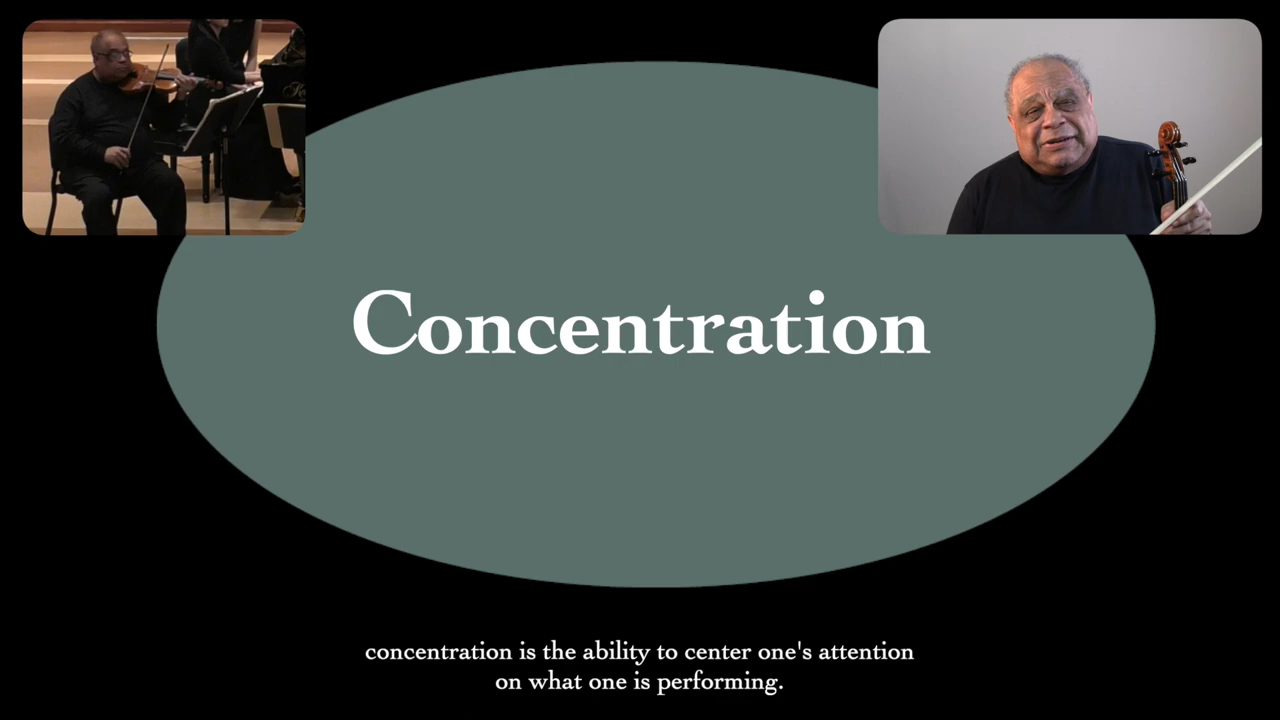 Concentration
concentration is the ability to center one's attention
on what one is performing.